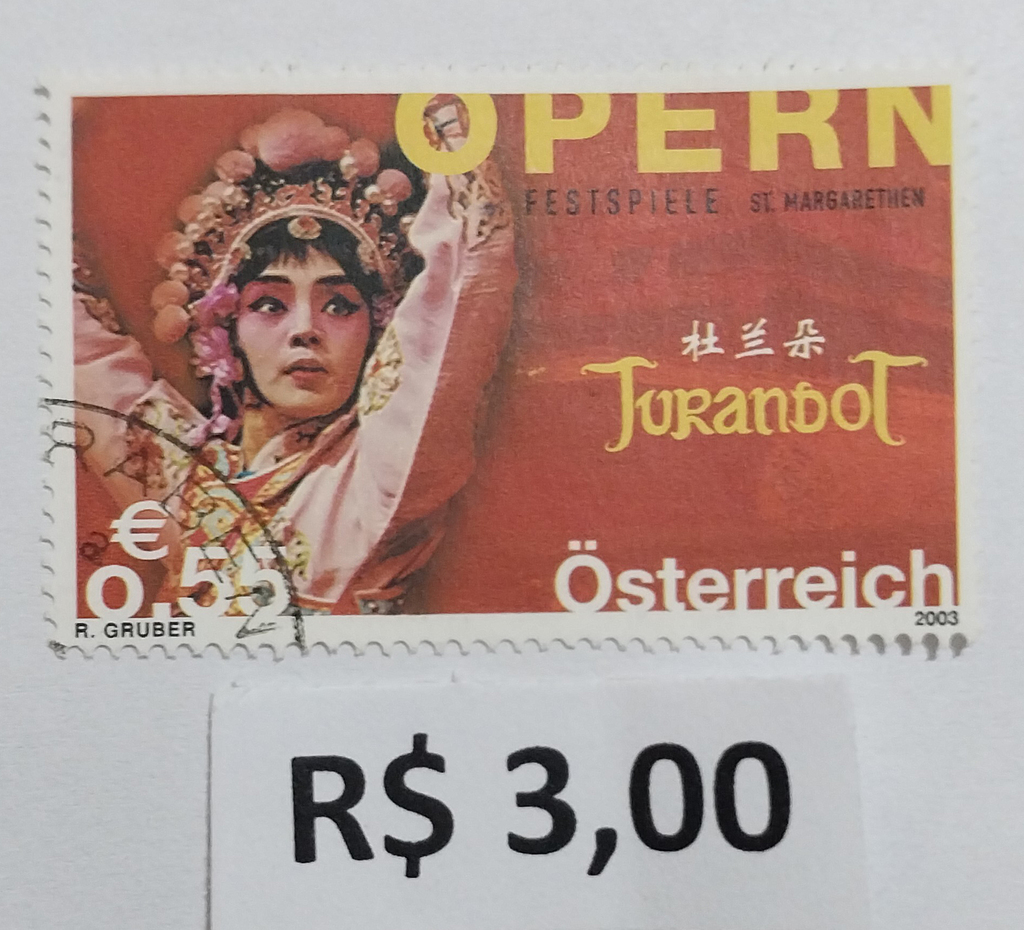 OPERN
FESTSPIELE ST. MARGARETHEN
杜兰朵
TURANDOT
€
0,55
Österreich
R. GRUBER
2003
R$ 3,00